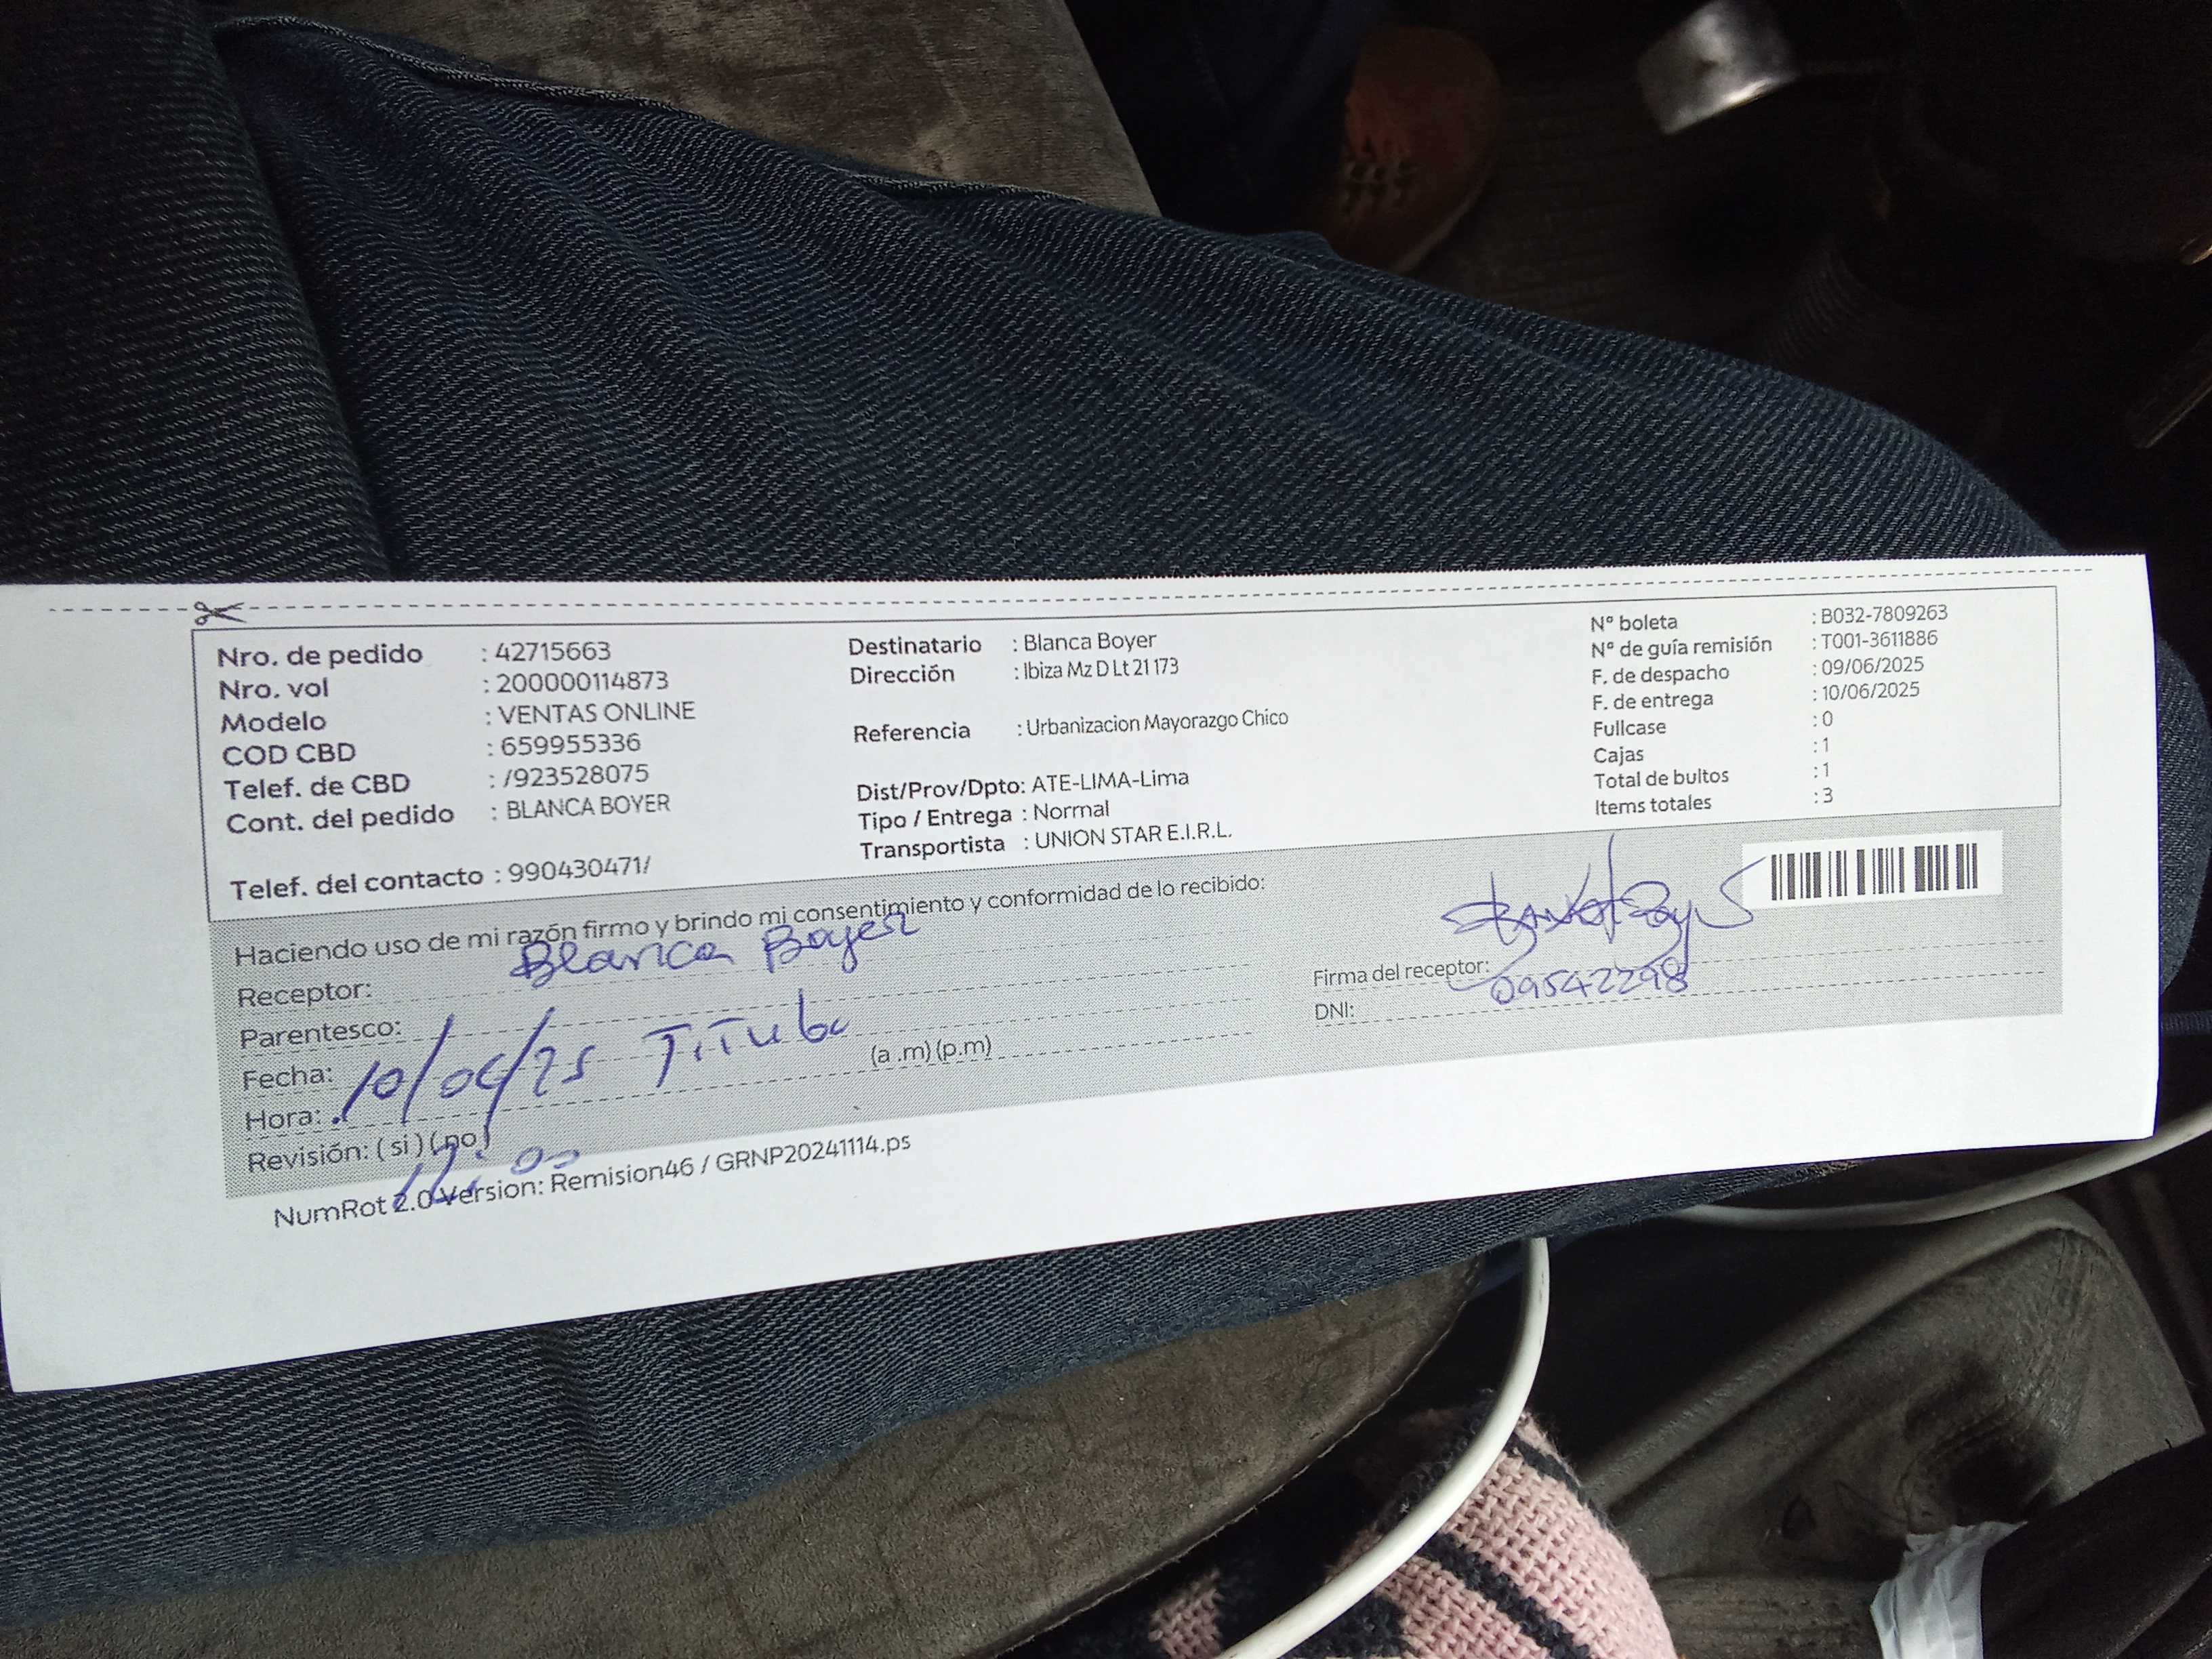 Nro. de pedido : 42715663
Nro. vol : 200000114873
Modelo : VENTAS ONLINE
COD CBD : 659955336
Telef. de CBD : /923528075
Cont. del pedido : BLANCA BOYER
Telef. del contacto : 990430471/
Destinatario : Blanca Boyer
Dirección : Ibiza Mz D Lt 21 173
Referencia : Urbanizacion Mayorazgo Chico
Dist/Prov/Dpto: ATE-LIMA-Lima
Tipo / Entrega : Normal
Transportista : UNION STAR E.I.R.L.
Nº boleta : B032-7809263
Nº de guía remisión : T001-3611886
F. de despacho : 09/06/2025
F. de entrega : 10/06/2025
Fullcase : 0
Cajas : 1
Total de bultos : 1
Items totales : 3
Haciendo uso de mi razón firmo y brindo mi consentimiento y conformidad de lo recibido:
Receptor: Blanca Boyer
Parentesco:
Fecha: 10/06/25
Hora: (a .m) (p.m)
Revisión: ( si ) ( no )
Firma del receptor:
DNI: 09542298
NumRot 2.0 Version: Remision46 / GRNP20241114.ps